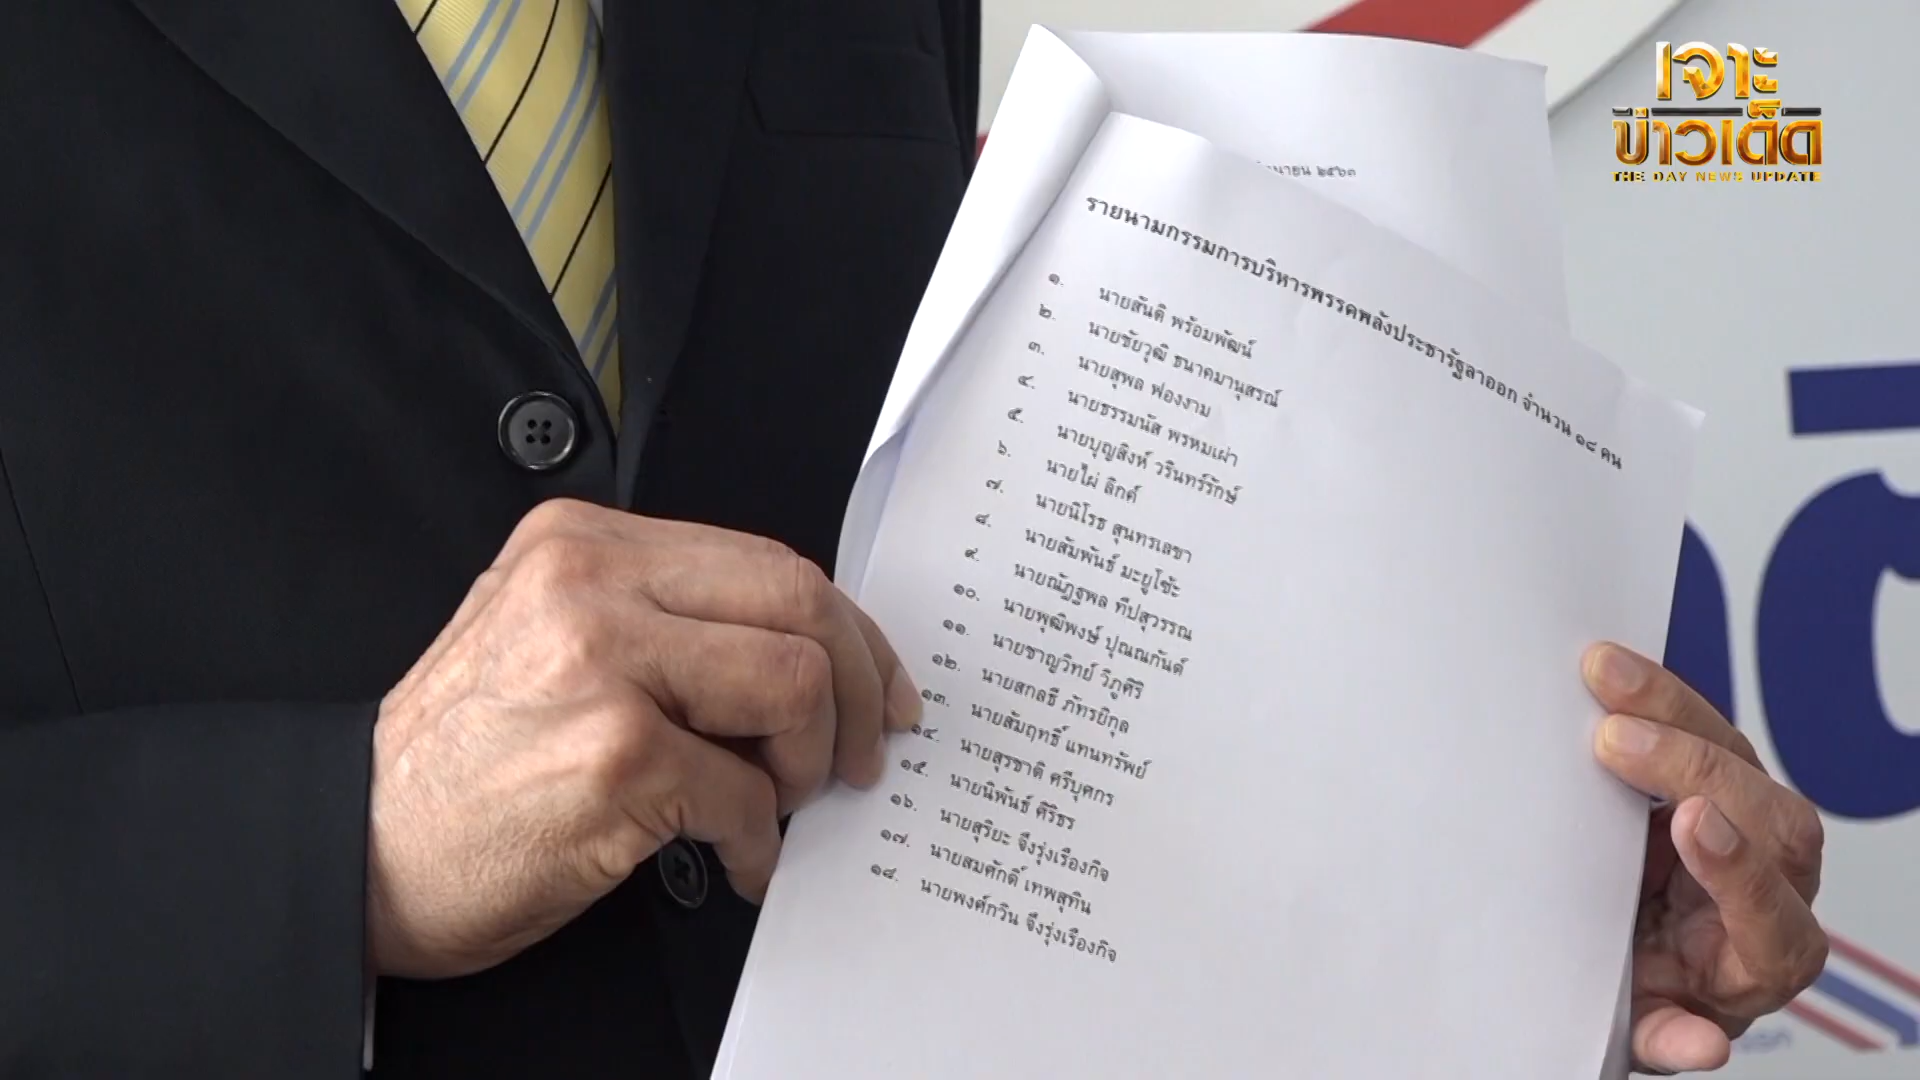 เจาะ
ข่าวเด็ด
THE DAY NEWS UPDATE
๒๕๖๓
รายนามกรรมการบริหารพรรคพลังประชารัฐลาออก จำนวน ๑๘ คน
๑. นายสันติ พร้อมพัฒน์
๒. นายชัยวุฒิ ธนาคมานุสรณ์
๓. นายสุพล ฟองงาม
๔. นายธรรมนัส พรหมเผ่า
๕. นายบุญสิงห์ วรินทร์รักษ์
๖. นายไผ่ ลิกค์
๗. นายนิโรธ สุนทรเลขา
๘. นายสัมพันธ์ มะยูโซ๊ะ
๙. นายณัฏฐพล ทีปสุวรรณ
๑๐. นายพุฒิพงษ์ ปุณณกันต์
๑๑. นายชาญวิทย์ วิภูศิริ
๑๒. นายสกลธี ภัททิยกุล
๑๓. นายสัมฤทธิ์ แทนทรัพย์
๑๔. นายสุรชาติ ศรีบุศกร
๑๕. นายนิพันธ์ ศิริธร
๑๖. นายสุริยะ จึงรุ่งเรืองกิจ
๑๗. นายสมศักดิ์ เทพสุทิน
๑๘. นายพงศ์กวิน จึงรุ่งเรืองกิจ